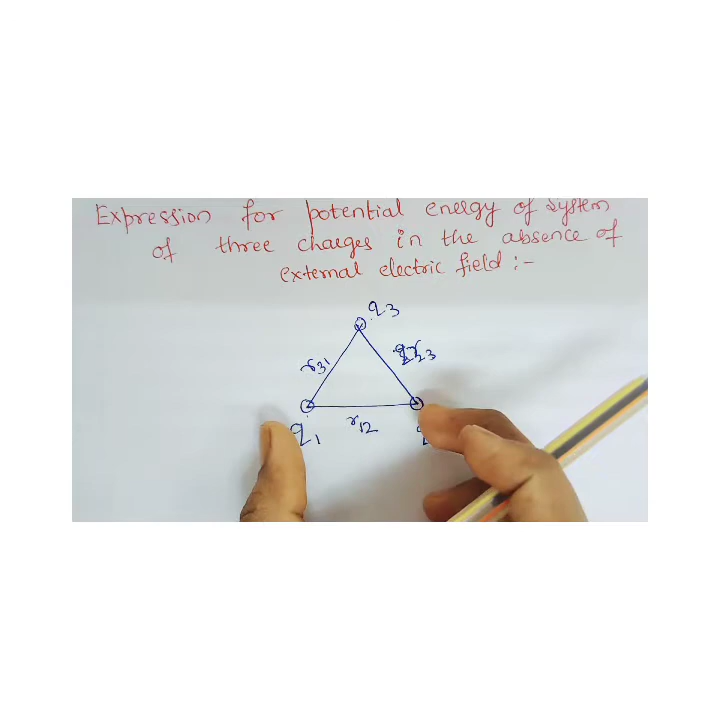 Expression for potential energy of system
of three charges in the absence of
external electric field :-
q3
r31
q1
r12